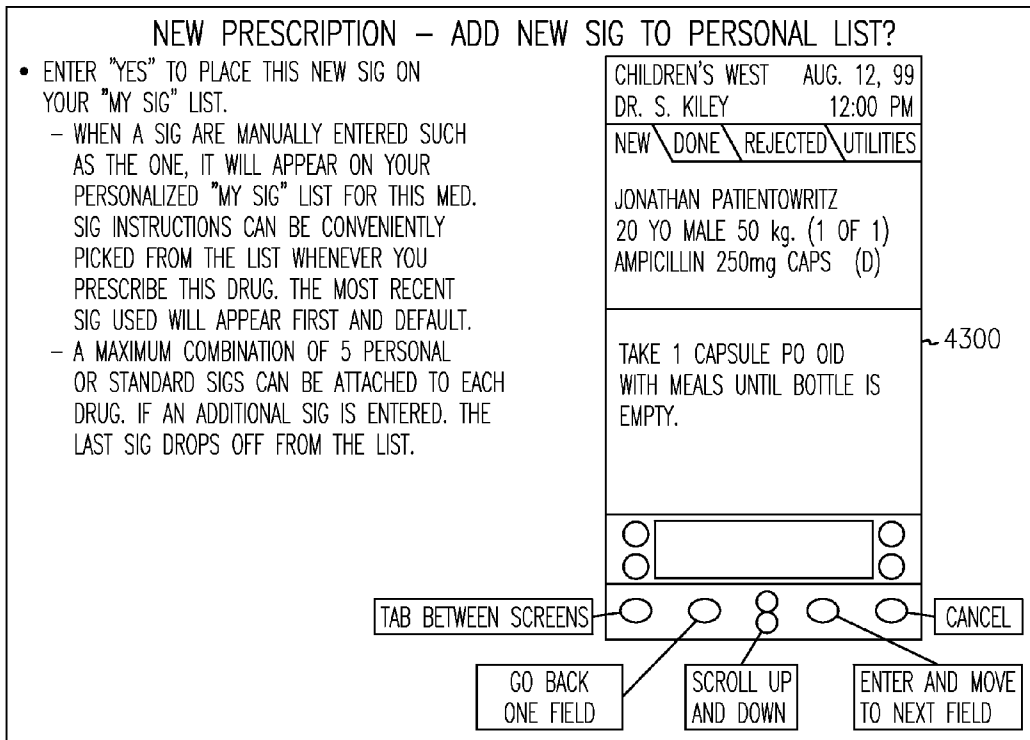 NEW PRESCRIPTION – ADD NEW SIG TO PERSONAL LIST?
• ENTER "YES" TO PLACE THIS NEW SIG ON
YOUR "MY SIG" LIST.
– WHEN A SIG ARE MANUALLY ENTERED SUCH
AS THE ONE, IT WILL APPEAR ON YOUR
PERSONALIZED "MY SIG" LIST FOR THIS MED.
SIG INSTRUCTIONS CAN BE CONVENIENTLY
PICKED FROM THE LIST WHENEVER YOU
PRESCRIBE THIS DRUG. THE MOST RECENT
SIG USED WILL APPEAR FIRST AND DEFAULT.
– A MAXIMUM COMBINATION OF 5 PERSONAL
OR STANDARD SIGS CAN BE ATTACHED TO EACH
DRUG. IF AN ADDITIONAL SIG IS ENTERED. THE
LAST SIG DROPS OFF FROM THE LIST.
CHILDREN'S WEST AUG. 12, 99
DR. S. KILEY 12:00 PM
NEW DONE REJECTED UTILITIES
JONATHAN PATIENTOWRITZ
20 YO MALE 50 kg. (1 OF 1)
AMPICILLIN 250mg CAPS (D)
TAKE 1 CAPSULE PO OID
WITH MEALS UNTIL BOTTLE IS
EMPTY.
4300
TAB BETWEEN SCREENS
CANCEL
GO BACK
ONE FIELD
SCROLL UP
AND DOWN
ENTER AND MOVE
TO NEXT FIELD